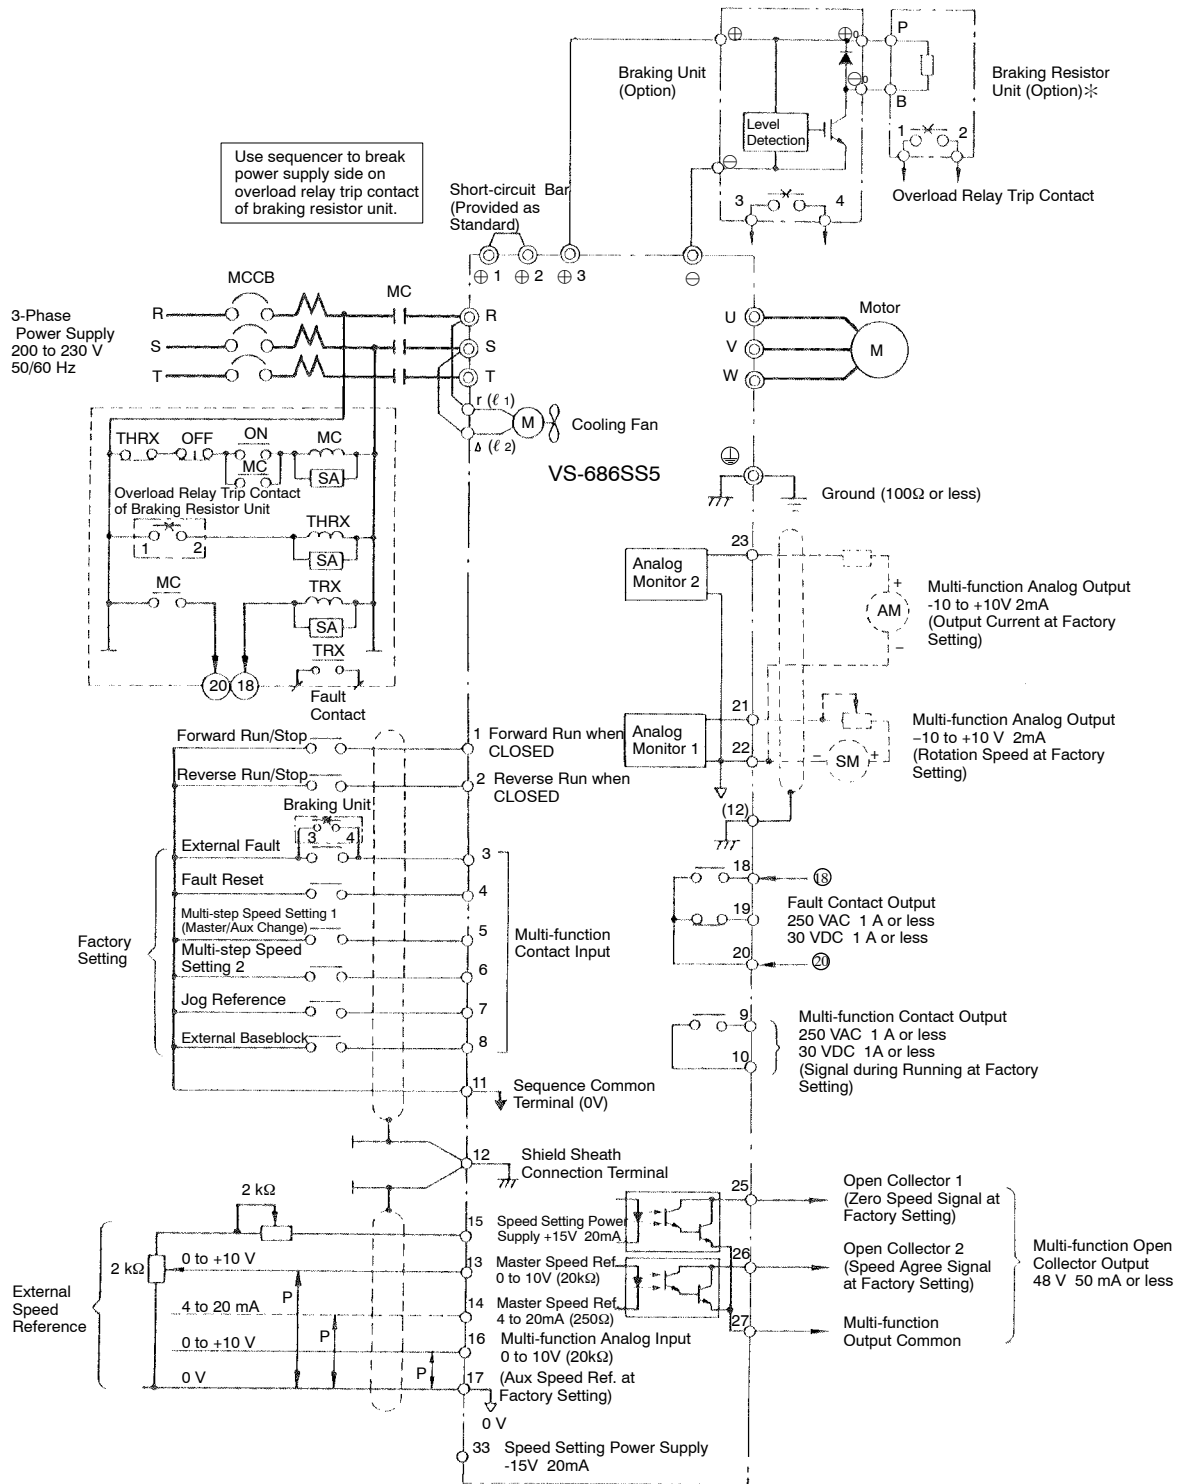 P
Braking Unit
(Option)
B
Braking Resistor
Unit (Option)*
Level
Detection
1
2
Overload Relay Trip Contact
3
4
Use sequencer to break
power supply side on
overload relay trip contact
of braking resistor unit.
Short-circuit Bar
(Provided as
Standard)
⊕ 1
⊕ 2
⊕ 3
⊖
MCCB
MC
3-Phase
Power Supply
200 to 230 V
50/60 Hz
R
S
T
R
S
T
U
V
W
Motor
M
r (ℓ 1)
M
Cooling Fan
(ℓ 2)
VS-686SS5
Ground (100Ω or less)
THRX
OFF
ON
MC
MC
SA
Overload Relay Trip Contact
of Braking Resistor Unit
1
2
THRX
SA
MC
TRX
SA
TRX
20
18
Fault
Contact
23
Analog
Monitor 2
AM
+
−
Multi-function Analog Output
-10 to +10V 2mA
(Output Current at Factory
Setting)
21
Analog
Monitor 1
22
SM
−
+
Multi-function Analog Output
−10 to +10 V 2mA
(Rotation Speed at Factory
Setting)
(12)
Forward Run/Stop
1 Forward Run when
CLOSED
Reverse Run/Stop
2 Reverse Run when
CLOSED
Braking Unit
3
4
External Fault
3
Fault Reset
4
Multi-step Speed Setting 1
(Master/Aux Change)
5
Multi-step Speed
Setting 2
6
Jog Reference
7
External Baseblock
8
Factory
Setting
Multi-function
Contact Input
11
Sequence Common
Terminal (0V)
12
Shield Sheath
Connection Terminal
18
⑱
19
Fault Contact Output
250 VAC 1 A or less
30 VDC 1 A or less
20
⑳
9
10
Multi-function Contact Output
250 VAC 1 A or less
30 VDC 1A or less
(Signal during Running at Factory
Setting)
2 kΩ
15
Speed Setting Power
Supply +15V 20mA
2 kΩ
0 to +10 V
P
13
Master Speed Ref.
0 to 10V (20kΩ)
External
Speed
Reference
4 to 20 mA
P
14
Master Speed Ref.
4 to 20mA (250Ω)
0 to +10 V
16
Multi-function Analog Input
0 to 10V (20kΩ)
P
0 V
17
(Aux Speed Ref. at
Factory Setting)
0 V
33
Speed Setting Power Supply
-15V 20mA
25
Open Collector 1
(Zero Speed Signal at
Factory Setting)
26
Open Collector 2
(Speed Agree Signal
at Factory Setting)
27
Multi-function
Output Common
Multi-function Open
Collector Output
48 V 50 mA or less